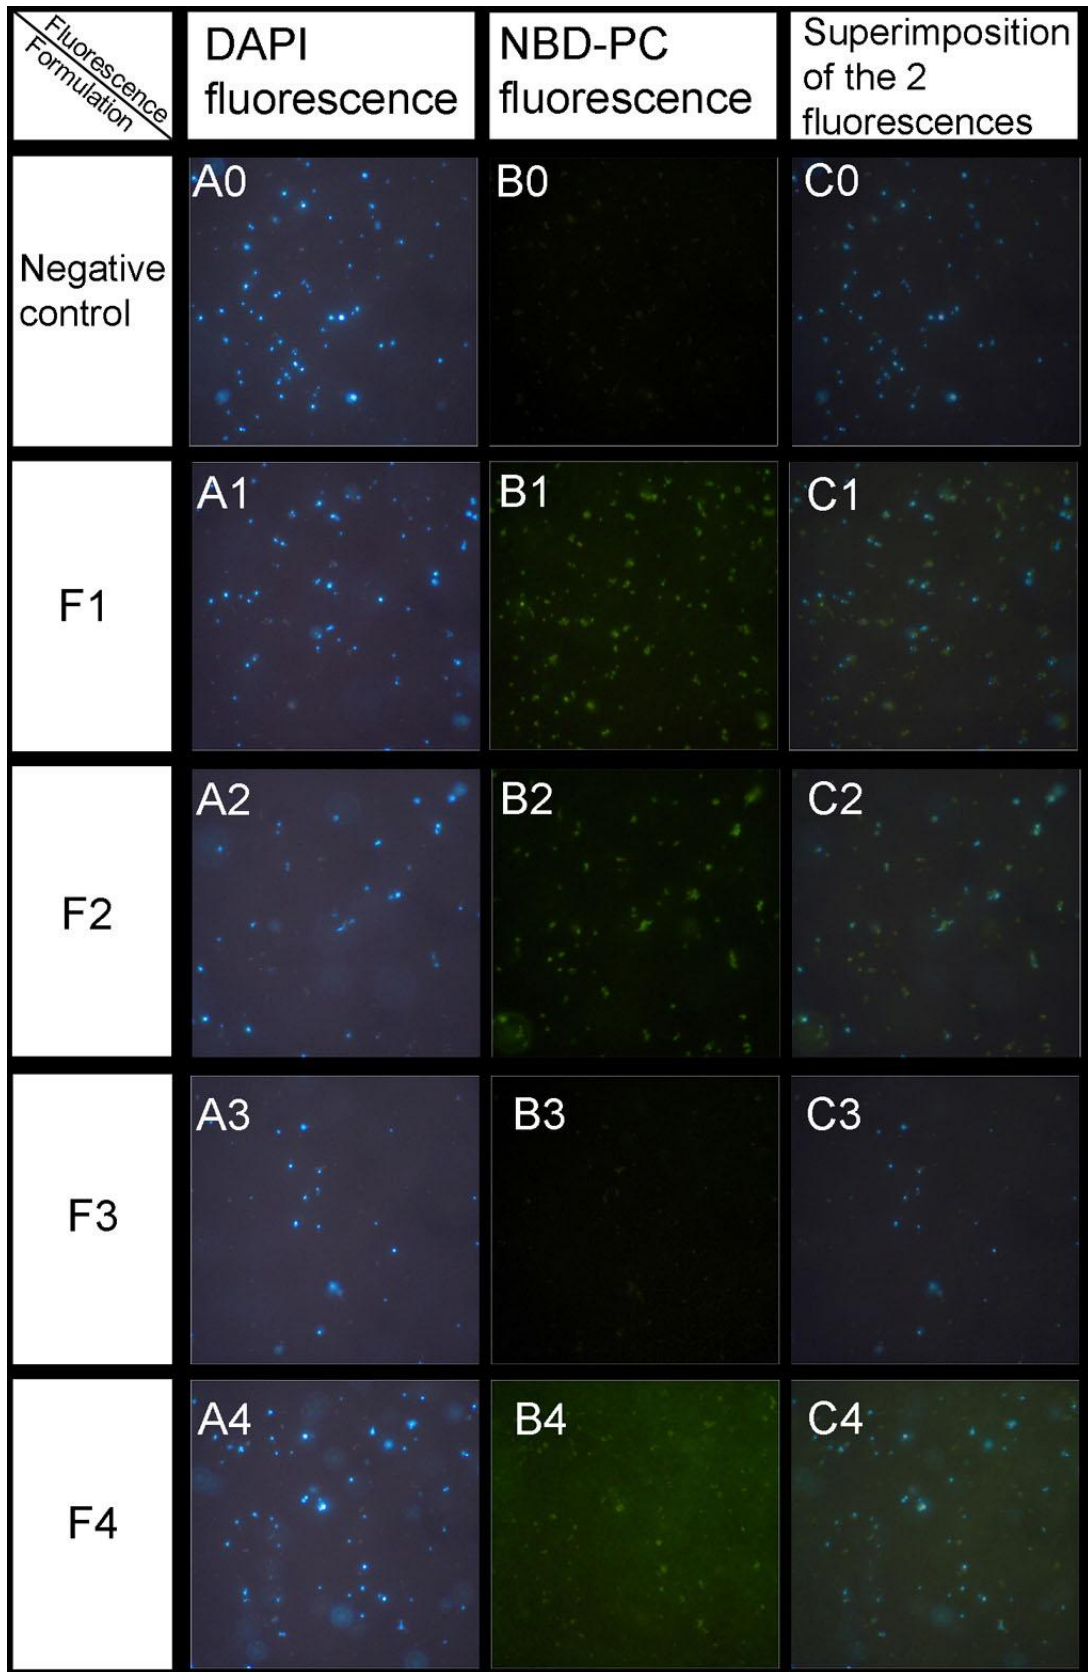 Fluorescence
Formulation
DAPI
fluorescence
NBD-PC
fluorescence
Superimposition
of the 2
fluorescences
Negative
control
A0
B0
C0
F1
A1
B1
C1
F2
A2
B2
C2
F3
A3
B3
C3
F4
A4
B4
C4